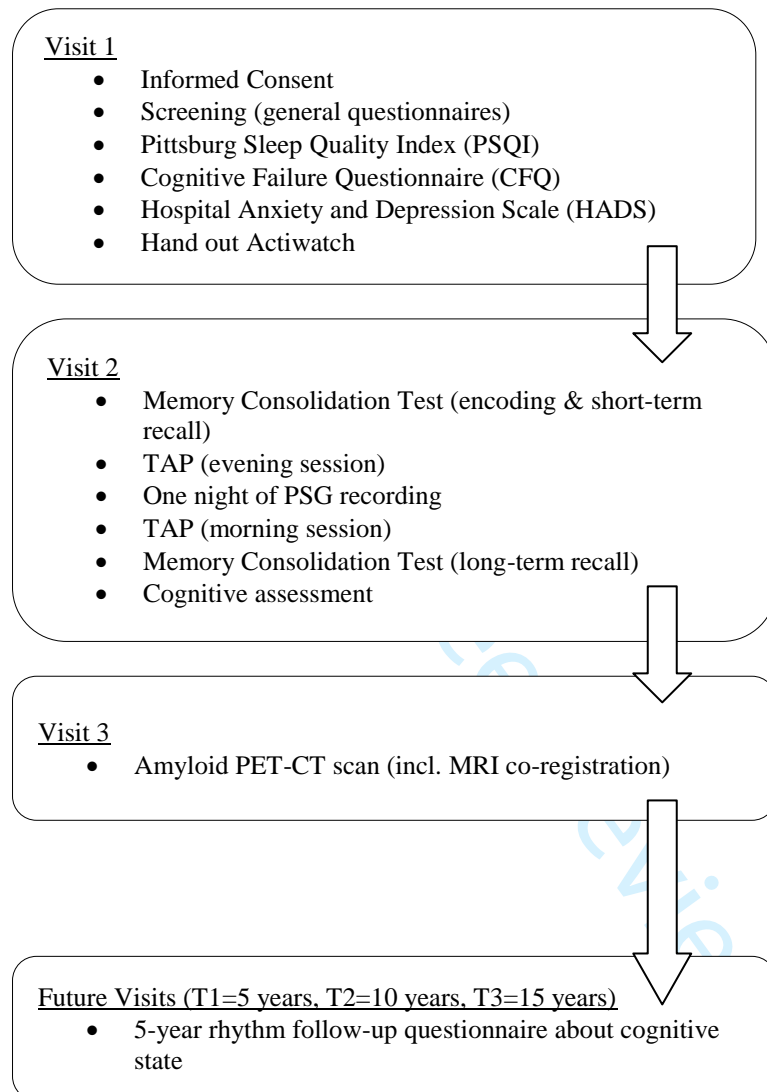 Visit 1
• Informed Consent
• Screening (general questionnaires)
• Pittsburg Sleep Quality Index (PSQI)
• Cognitive Failure Questionnaire (CFQ)
• Hospital Anxiety and Depression Scale (HADS)
• Hand out Actiwatch
Visit 2
• Memory Consolidation Test (encoding & short-term
recall)
• TAP (evening session)
• One night of PSG recording
• TAP (morning session)
• Memory Consolidation Test (long-term recall)
• Cognitive assessment
Visit 3
• Amyloid PET-CT scan (incl. MRI co-registration)
Future Visits (T1=5 years, T2=10 years, T3=15 years)
• 5-year rhythm follow-up questionnaire about cognitive
state